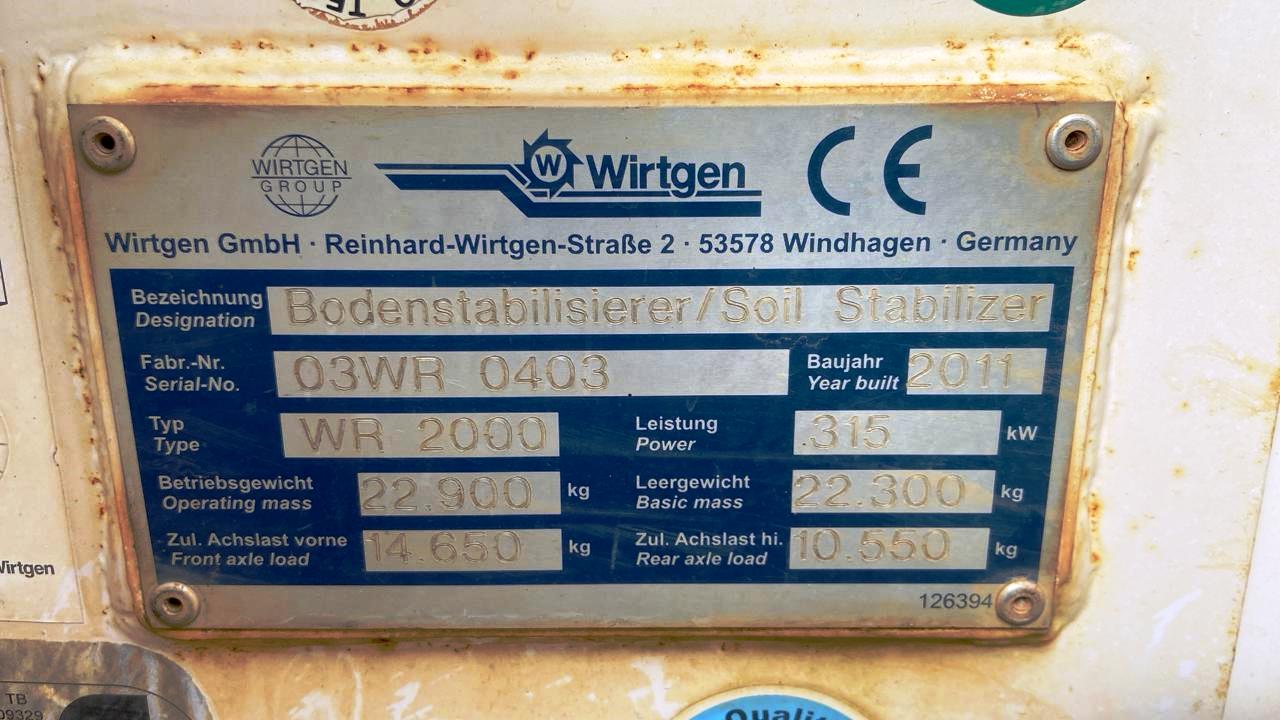 WIRTGEN
GROUP
W Wirtgen
CE
Wirtgen GmbH · Reinhard-Wirtgen-Straße 2 · 53578 Windhagen · Germany
Bezeichnung
Designation
Bodenstabilisierer/Soil Stabilizer
Fabr.-Nr.
Serial-No.
03WR 0403
Baujahr
Year built
2011
Typ
Type
WR 2000
Leistung
Power
.315
kW
Betriebsgewicht
Operating mass
22.900
kg
Leergewicht
Basic mass
22.300
kg
Zul. Achslast vorne
Front axle load
14.650
kg
Zul. Achslast hi.
Rear axle load
10.550
kg
126394
Wirtgen
TB